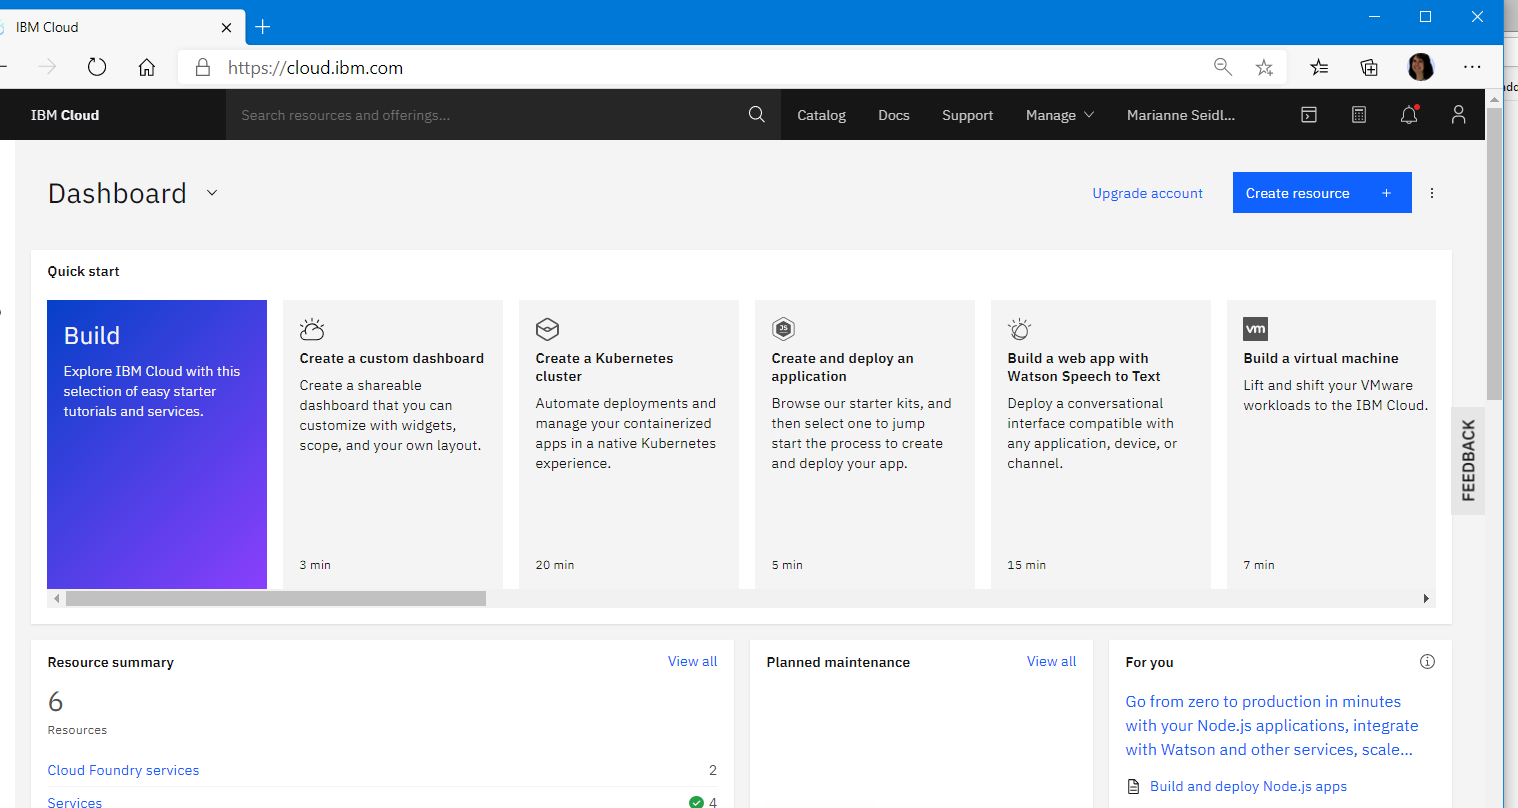 IBM Cloud
https://cloud.ibm.com
IBM Cloud
Search resources and offerings...
Catalog
Docs
Support
Manage
Marianne Seidl...
Dashboard
Upgrade account
Create resource +
Quick start
Build
Explore IBM Cloud with this
selection of easy starter
tutorials and services.
Create a custom dashboard
Create a shareable
dashboard that you can
customize with widgets,
scope, and your own layout.
3 min
Create a Kubernetes
cluster
Automate deployments and
manage your containerized
apps in a native Kubernetes
experience.
20 min
JS
Create and deploy an
application
Browse our starter kits, and
then select one to jump
start the process to create
and deploy your app.
5 min
Build a web app with
Watson Speech to Text
Deploy a conversational
interface compatible with
any application, device, or
channel.
15 min
vm
Build a virtual machine
Lift and shift your VMware
workloads to the IBM Cloud.
7 min
FEEDBACK
Resource summary
View all
6
Resources
Cloud Foundry services
2
Services
4
Planned maintenance
View all
For you
Go from zero to production in minutes
with your Node.js applications, integrate
with Watson and other services, scale...
Build and deploy Node.js apps